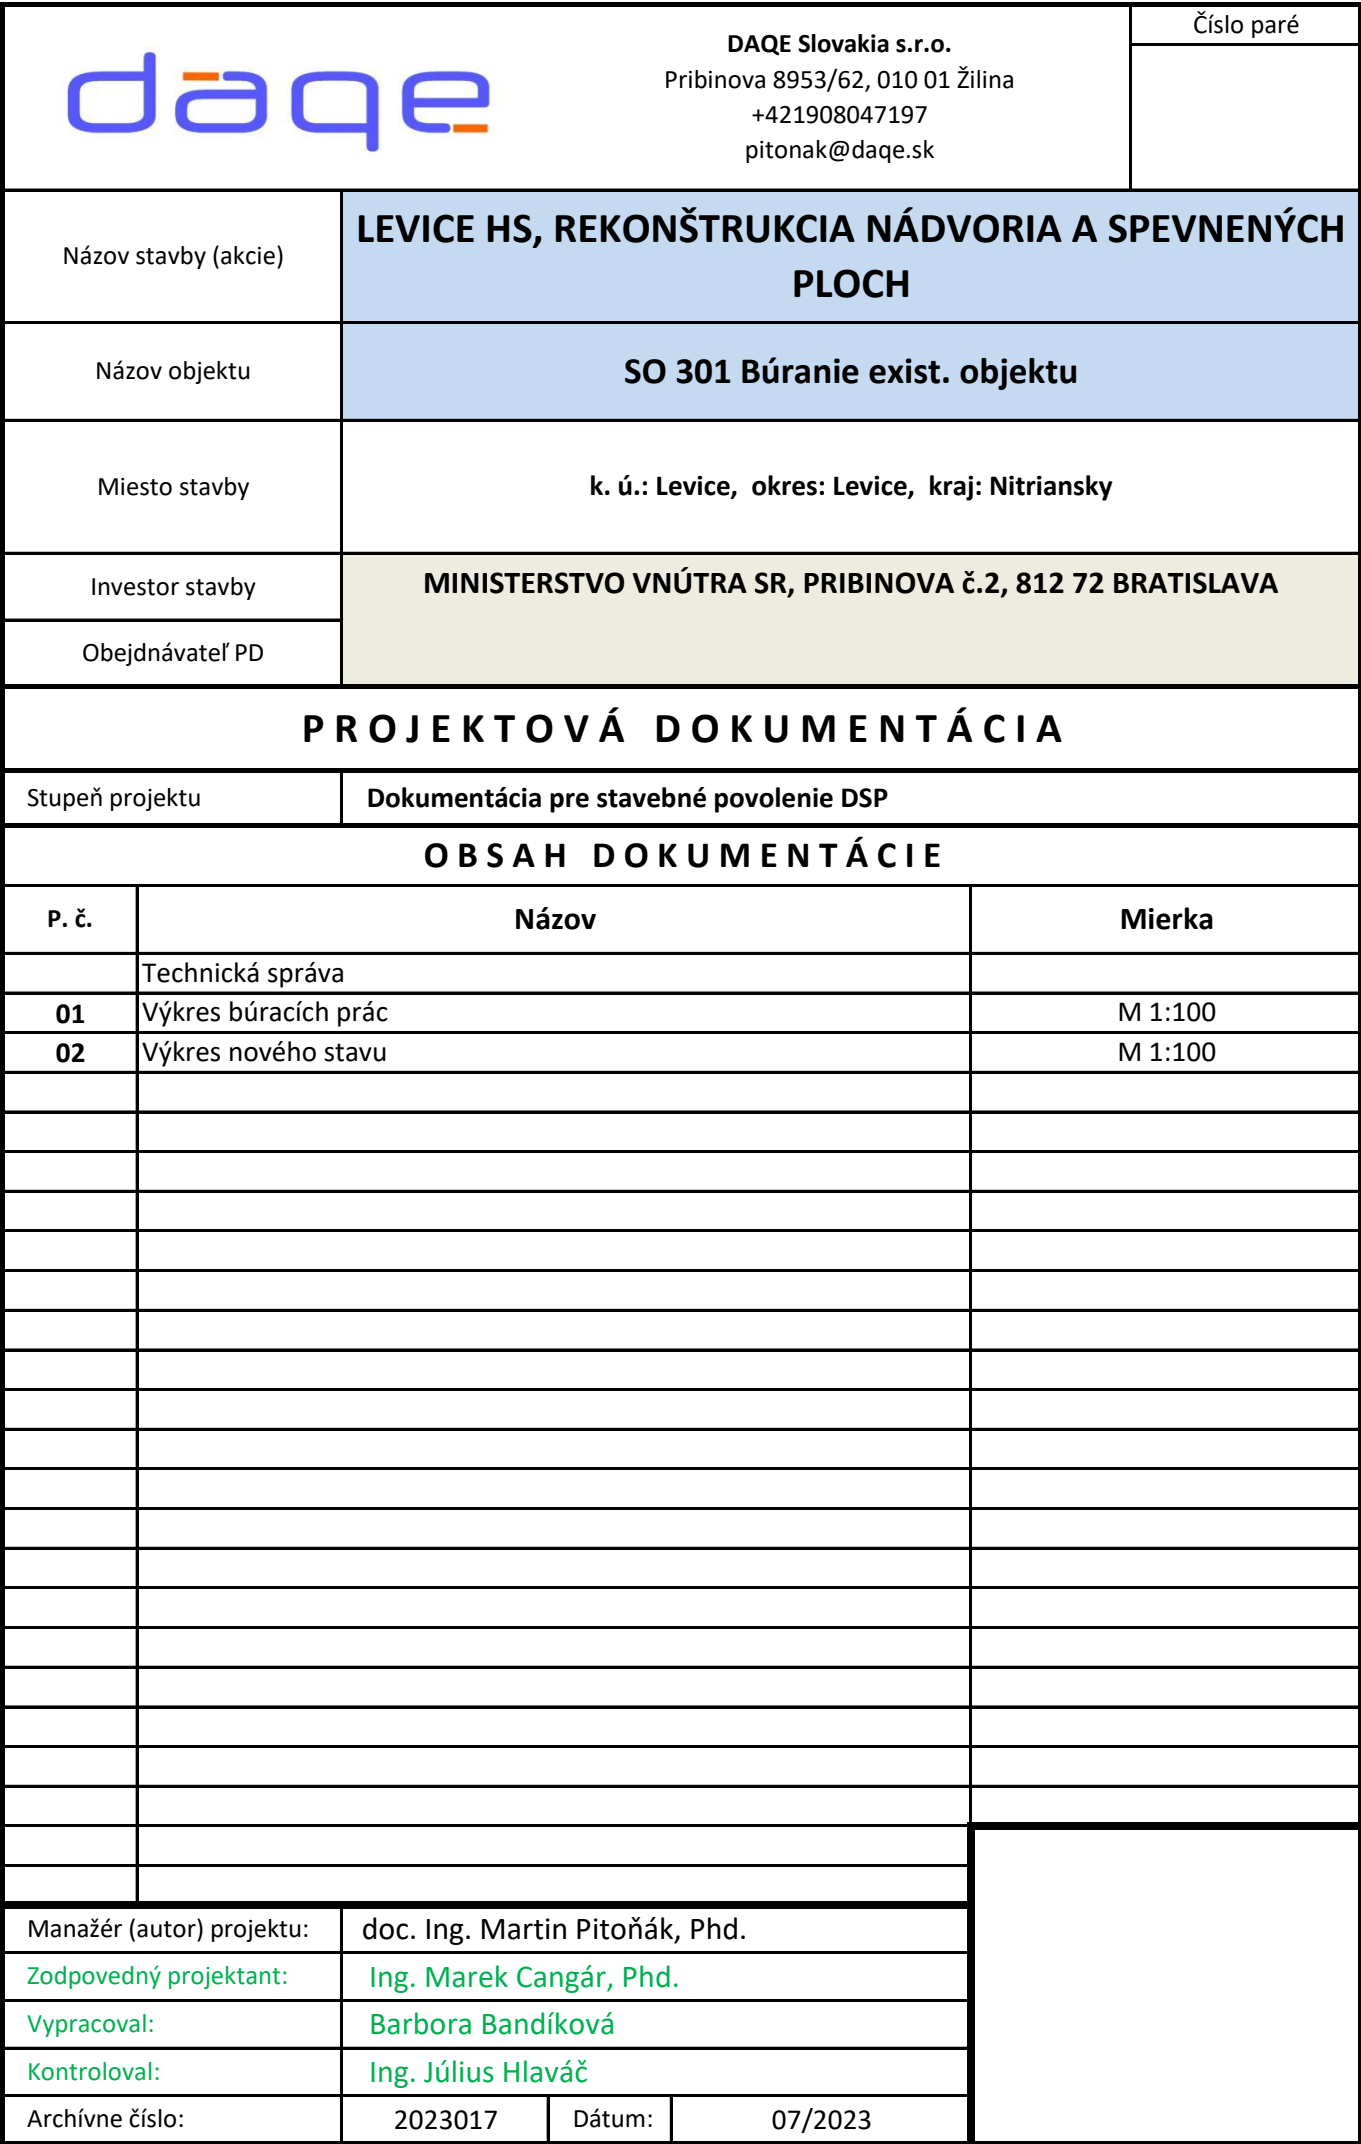 daqe
DAQE Slovakia s.r.o.
Pribinova 8953/62, 010 01 Žilina
+421908047197
pitonak@daqe.sk
Číslo paré
Názov stavby (akcie)
LEVICE HS, REKONŠTRUKCIA NÁDVORIA A SPEVNENÝCH
PLOCH
Názov objektu
SO 301 Búranie exist. objektu
Miesto stavby
k. ú.: Levice, okres: Levice, kraj: Nitriansky
Investor stavby
MINISTERSTVO VNÚTRA SR, PRIBINOVA č.2, 812 72 BRATISLAVA
Obejdnávateľ PD
PROJEKTOVÁ DOKUMENTÁCIA
Stupeň projektu
Dokumentácia pre stavebné povolenie DSP
OBSAH DOKUMENTÁCIE
P. č. Názov Mierka
Technická správa
01 Výkres búracích prác M 1:100
02 Výkres nového stavu M 1:100
Manažér (autor) projektu: doc. Ing. Martin Pitoňák, Phd.
Zodpovedný projektant: Ing. Marek Cangár, Phd.
Vypracoval: Barbora Bandíková
Kontroloval: Ing. Július Hlaváč
Archívne číslo: 2023017 Dátum: 07/2023